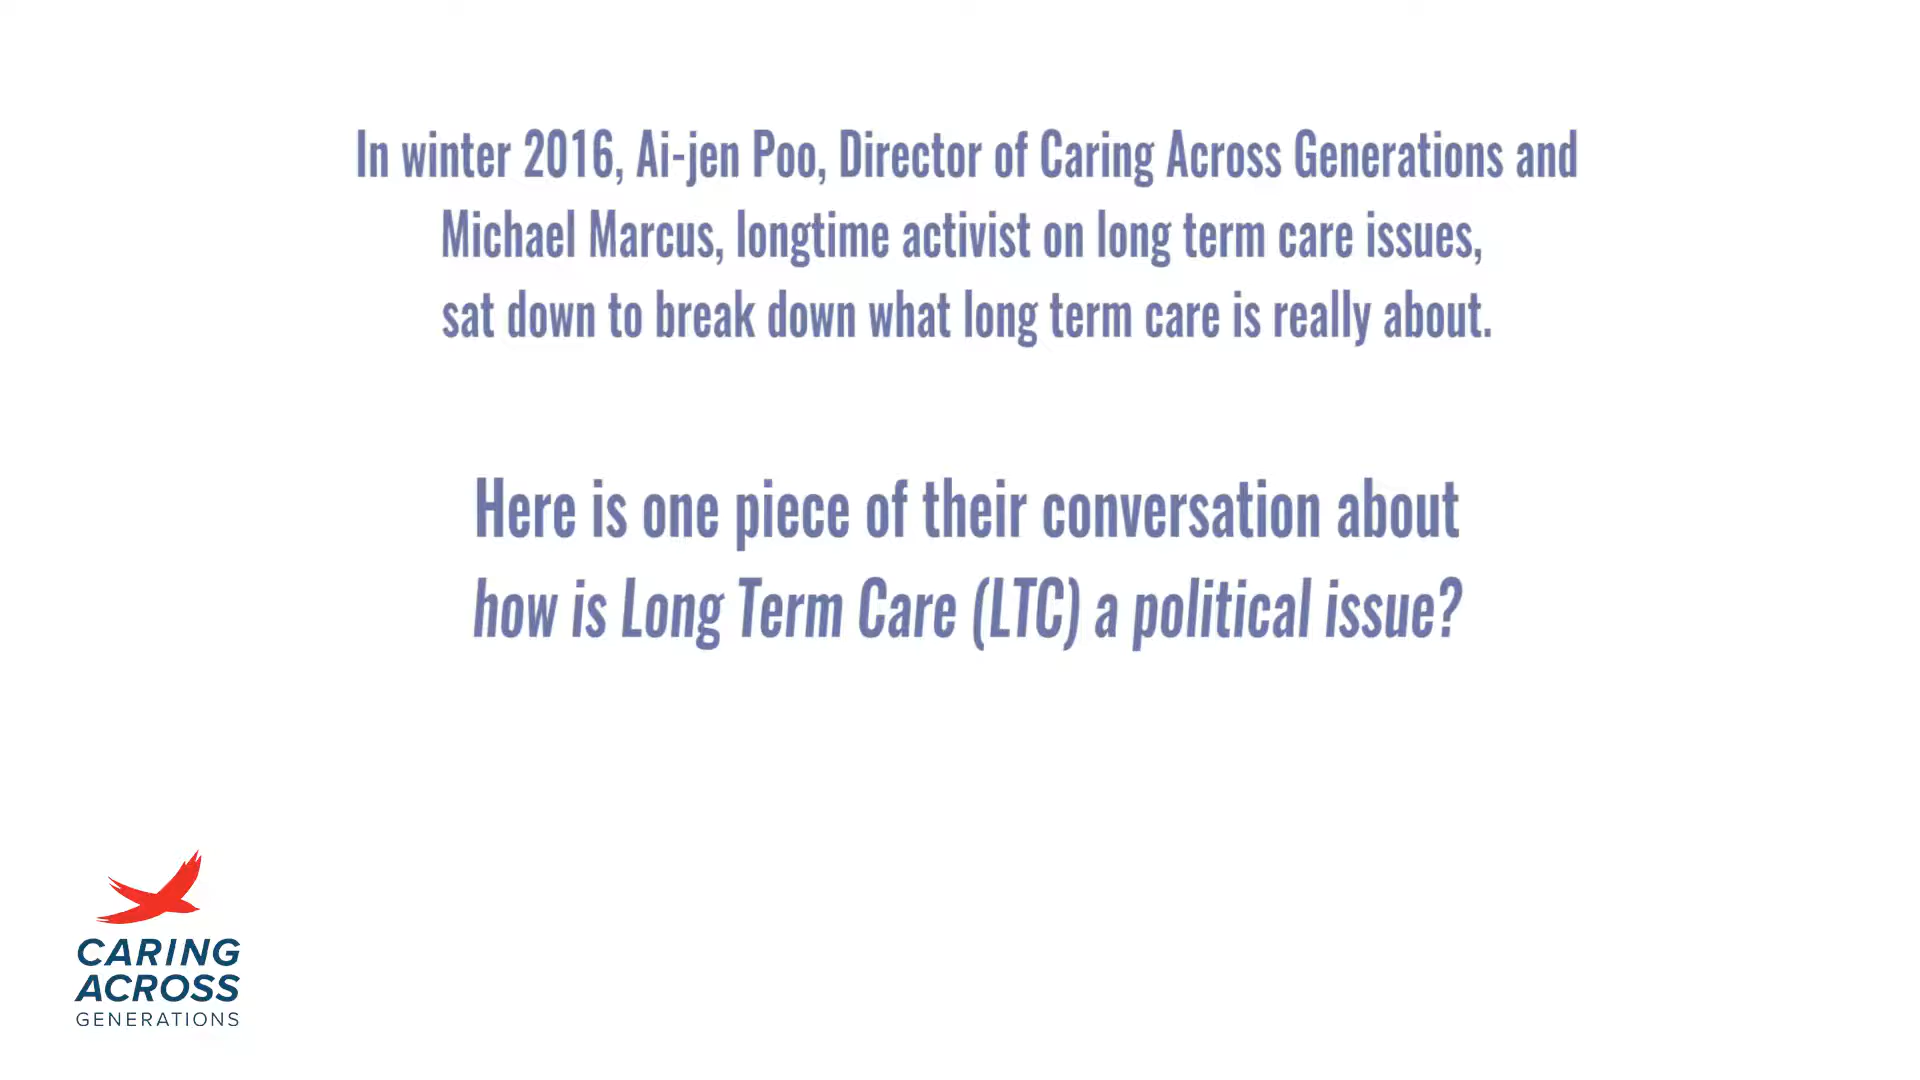 In winter 2016, Ai-jen Poo, Director of Caring Across Generations and
Michael Marcus, longtime activist on long term care issues,
sat down to break down what long term care is really about.
Here is one piece of their conversation about
how is Long Term Care (LTC) a political issue?
CARING
ACROSS
GENERATIONS